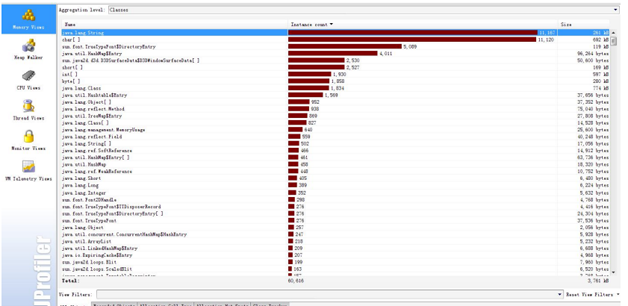 Aggregation level: Classes
Memory Views
Heap Walker
CPU Views
Thread Views
Monitor Views
VM Telemetry Views
profiler
Name Instance count Size
java.lang.String 11,167 261 kB
char[ ] 11,120 692 kB
sun.font.TrueTypeFont$DirectoryEntry 5,089 119 kB
java.util.HashMap$Entry 4,011 96,264 bytes
sun.java2d.d3d.D3DSurfaceData$D3DWindowSurfaceData[ ] 2,530 50,600 bytes
short[ ] 2,527 109 kB
int[ ] 1,930 597 kB
byte[ ] 1,858 280 kB
java.lang.Class 1,834 774 kB
java.util.Hashtable$Entry 1,569 37,656 bytes
java.lang.Object[ ] 952 37,352 bytes
java.lang.reflect.Method 938 75,040 bytes
java.util.TreeMap$Entry 869 27,808 bytes
java.lang.Class[ ] 827 14,528 bytes
java.lang.management.MemoryUsage 640 25,600 bytes
java.lang.reflect.Field 559 40,248 bytes
java.lang.String[ ] 502 17,056 bytes
java.lang.ref.SoftReference 466 14,912 bytes
java.util.HashMap$Entry[ ] 461 63,736 bytes
java.util.HashMap 458 18,320 bytes
java.lang.ref.WeakReference 448 10,752 bytes
java.lang.Short 405 6,480 bytes
java.lang.Long 389 6,224 bytes
java.lang.Integer 352 5,632 bytes
sun.font.Font2DHandle 298 4,768 bytes
sun.font.TrueTypeFont$TTDisposerRecord 276 4,416 bytes
sun.font.TrueTypeFont$DirectoryEntry[ ] 276 24,304 bytes
sun.font.TrueTypeFont 276 37,536 bytes
java.lang.Object 257 2,056 bytes
java.util.concurrent.ConcurrentHashMap$HashEntry 247 5,928 bytes
java.util.ArrayList 218 5,232 bytes
java.util.LinkedHashMap$Entry 209 6,688 bytes
java.io.ExpiringCache$Entry 207 4,968 bytes
sun.java2d.loops.Blit 199 7,960 bytes
sun.java2d.loops.ScaledBlit 163 6,520 bytes
Total: 60,616 3,761 kB
View Filters: Reset View Filters